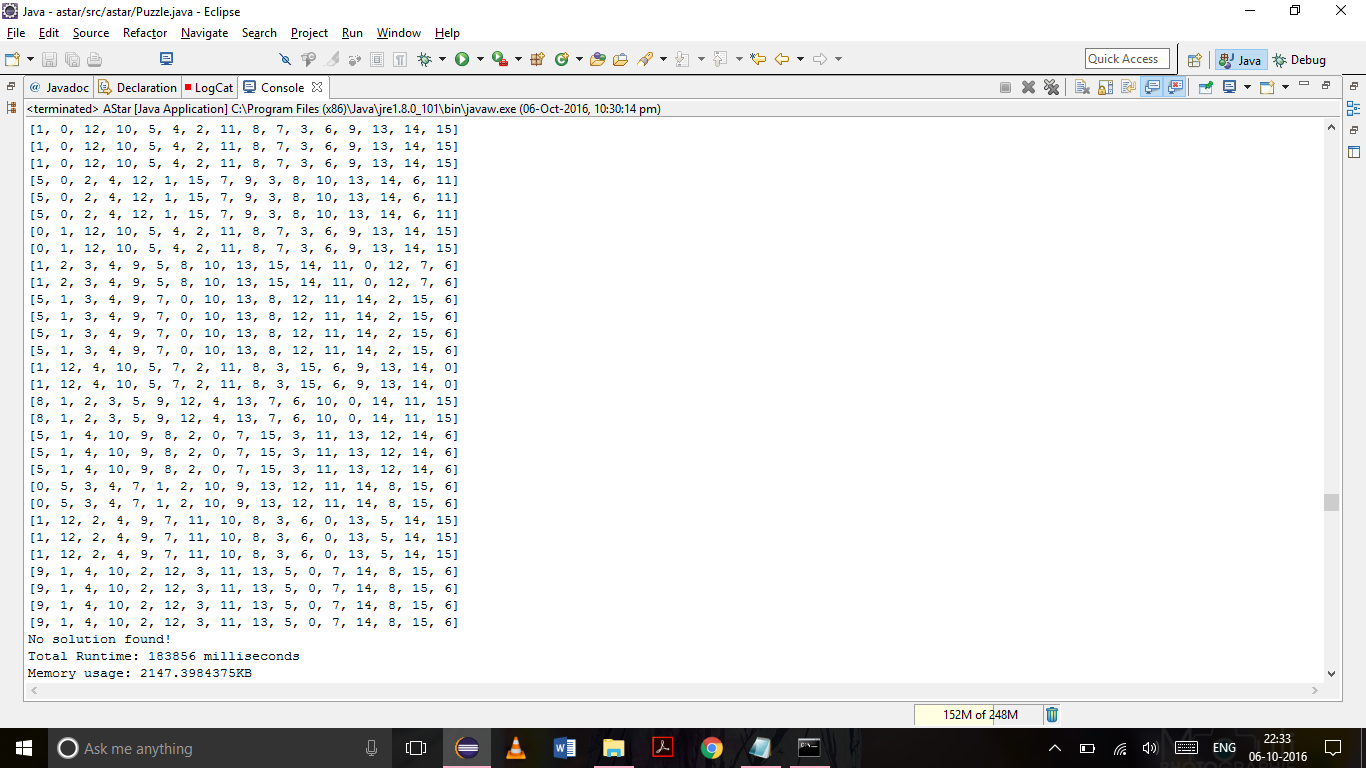 Java - astar/src/astar/Puzzle.java - Eclipse
File Edit Source Refactor Navigate Search Project Run Window Help
Quick Access Java Debug
@ Javadoc Declaration LogCat Console
<terminated> AStar [Java Application] C:\Program Files (x86)\Java\jre1.8.0_101\bin\javaw.exe (06-Oct-2016, 10:30:14 pm)
[1, 0, 12, 10, 5, 4, 2, 11, 8, 7, 3, 6, 9, 13, 14, 15]
[1, 0, 12, 10, 5, 4, 2, 11, 8, 7, 3, 6, 9, 13, 14, 15]
[1, 0, 12, 10, 5, 4, 2, 11, 8, 7, 3, 6, 9, 13, 14, 15]
[5, 0, 2, 4, 12, 1, 15, 7, 9, 3, 8, 10, 13, 14, 6, 11]
[5, 0, 2, 4, 12, 1, 15, 7, 9, 3, 8, 10, 13, 14, 6, 11]
[5, 0, 2, 4, 12, 1, 15, 7, 9, 3, 8, 10, 13, 14, 6, 11]
[0, 1, 12, 10, 5, 4, 2, 11, 8, 7, 3, 6, 9, 13, 14, 15]
[0, 1, 12, 10, 5, 4, 2, 11, 8, 7, 3, 6, 9, 13, 14, 15]
[1, 2, 3, 4, 9, 5, 8, 10, 13, 15, 14, 11, 0, 12, 7, 6]
[1, 2, 3, 4, 9, 5, 8, 10, 13, 15, 14, 11, 0, 12, 7, 6]
[5, 1, 3, 4, 9, 7, 0, 10, 13, 8, 12, 11, 14, 2, 15, 6]
[5, 1, 3, 4, 9, 7, 0, 10, 13, 8, 12, 11, 14, 2, 15, 6]
[5, 1, 3, 4, 9, 7, 0, 10, 13, 8, 12, 11, 14, 2, 15, 6]
[5, 1, 3, 4, 9, 7, 0, 10, 13, 8, 12, 11, 14, 2, 15, 6]
[1, 12, 4, 10, 5, 7, 2, 11, 8, 3, 15, 6, 9, 13, 14, 0]
[1, 12, 4, 10, 5, 7, 2, 11, 8, 3, 15, 6, 9, 13, 14, 0]
[8, 1, 2, 3, 5, 9, 12, 4, 13, 7, 6, 10, 0, 14, 11, 15]
[8, 1, 2, 3, 5, 9, 12, 4, 13, 7, 6, 10, 0, 14, 11, 15]
[5, 1, 4, 10, 9, 8, 2, 0, 7, 15, 3, 11, 13, 12, 14, 6]
[5, 1, 4, 10, 9, 8, 2, 0, 7, 15, 3, 11, 13, 12, 14, 6]
[5, 1, 4, 10, 9, 8, 2, 0, 7, 15, 3, 11, 13, 12, 14, 6]
[0, 5, 3, 4, 7, 1, 2, 10, 9, 13, 12, 11, 14, 8, 15, 6]
[0, 5, 3, 4, 7, 1, 2, 10, 9, 13, 12, 11, 14, 8, 15, 6]
[1, 12, 2, 4, 9, 7, 11, 10, 8, 3, 6, 0, 13, 5, 14, 15]
[1, 12, 2, 4, 9, 7, 11, 10, 8, 3, 6, 0, 13, 5, 14, 15]
[1, 12, 2, 4, 9, 7, 11, 10, 8, 3, 6, 0, 13, 5, 14, 15]
[9, 1, 4, 10, 2, 12, 3, 11, 13, 5, 0, 7, 14, 8, 15, 6]
[9, 1, 4, 10, 2, 12, 3, 11, 13, 5, 0, 7, 14, 8, 15, 6]
[9, 1, 4, 10, 2, 12, 3, 11, 13, 5, 0, 7, 14, 8, 15, 6]
[9, 1, 4, 10, 2, 12, 3, 11, 13, 5, 0, 7, 14, 8, 15, 6]
No solution found!
Total Runtime: 183856 milliseconds
Memory usage: 2147.3984375KB
152M of 248M
Ask me anything
ENG
22:33
06-10-2016